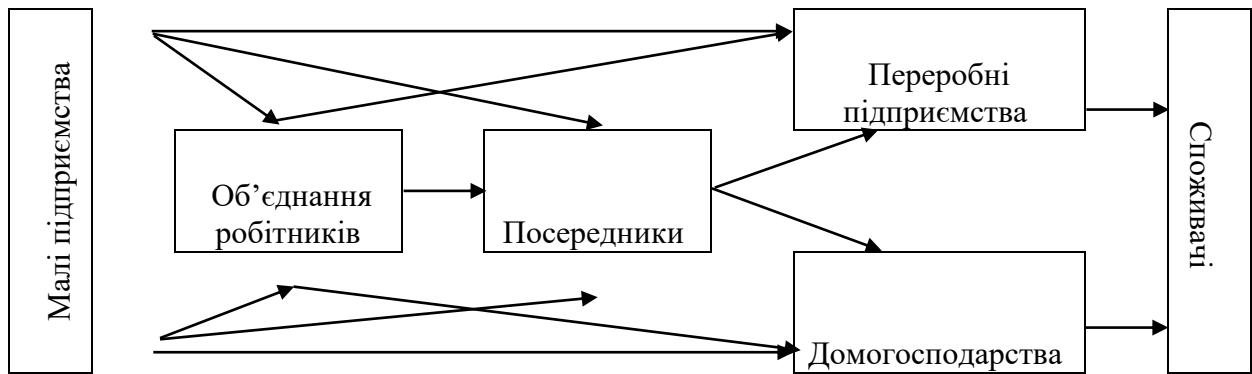 Малі підприємства
Об’єднання
робітників
Посередники
Переробні
підприємства
Домогосподарства
Споживачі